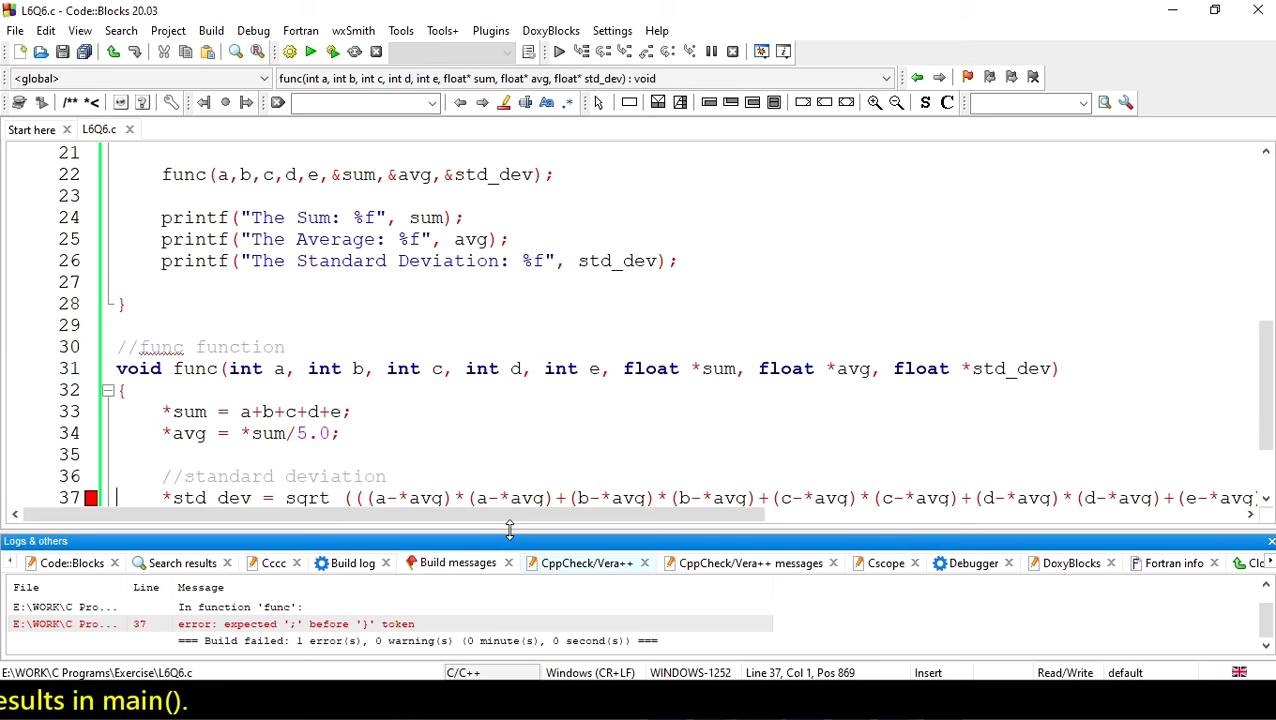 L6Q6.c - Code::Blocks 20.03
File Edit View Search Project Build Debug Fortran wxSmith Tools Tools+ Plugins DoxyBlocks Settings Help
<global> func(int a, int b, int c, int d, int e, float* sum, float* avg, float* std_dev) : void
/** *< Aa .* S C
Start here L6Q6.c
21
22 func(a,b,c,d,e,&sum,&avg,&std_dev);
23
24 printf("The Sum: %f", sum);
25 printf("The Average: %f", avg);
26 printf("The Standard Deviation: %f", std_dev);
27
28 }
29
30 //func function
31 void func(int a, int b, int c, int d, int e, float *sum, float *avg, float *std_dev)
32 {
33 *sum = a+b+c+d+e;
34 *avg = *sum/5.0;
35
36 //standard deviation
37 *std_dev = sqrt (((a-*avg)*(a-*avg)+(b-*avg)*(b-*avg)+(c-*avg)*(c-*avg)+(d-*avg)*(d-*avg)+(e-*avg
Logs & others
Code::Blocks Search results Cccc Build log Build messages CppCheck/Vera++ CppCheck/Vera++ messages Cscope Debugger DoxyBlocks Fortran info Clo
File Line Message
E:\WORK\C Pro... In function 'func':
E:\WORK\C Pro... 37 error: expected ';' before '}' token
=== Build failed: 1 error(s), 0 warning(s) (0 minute(s), 0 second(s)) ===
E:\WORK\C Programs\Exercise\L6Q6.c C/C++ Windows (CR+LF) WINDOWS-1252 Line 37, Col 1, Pos 869 Insert Read/Write default
esults in main().